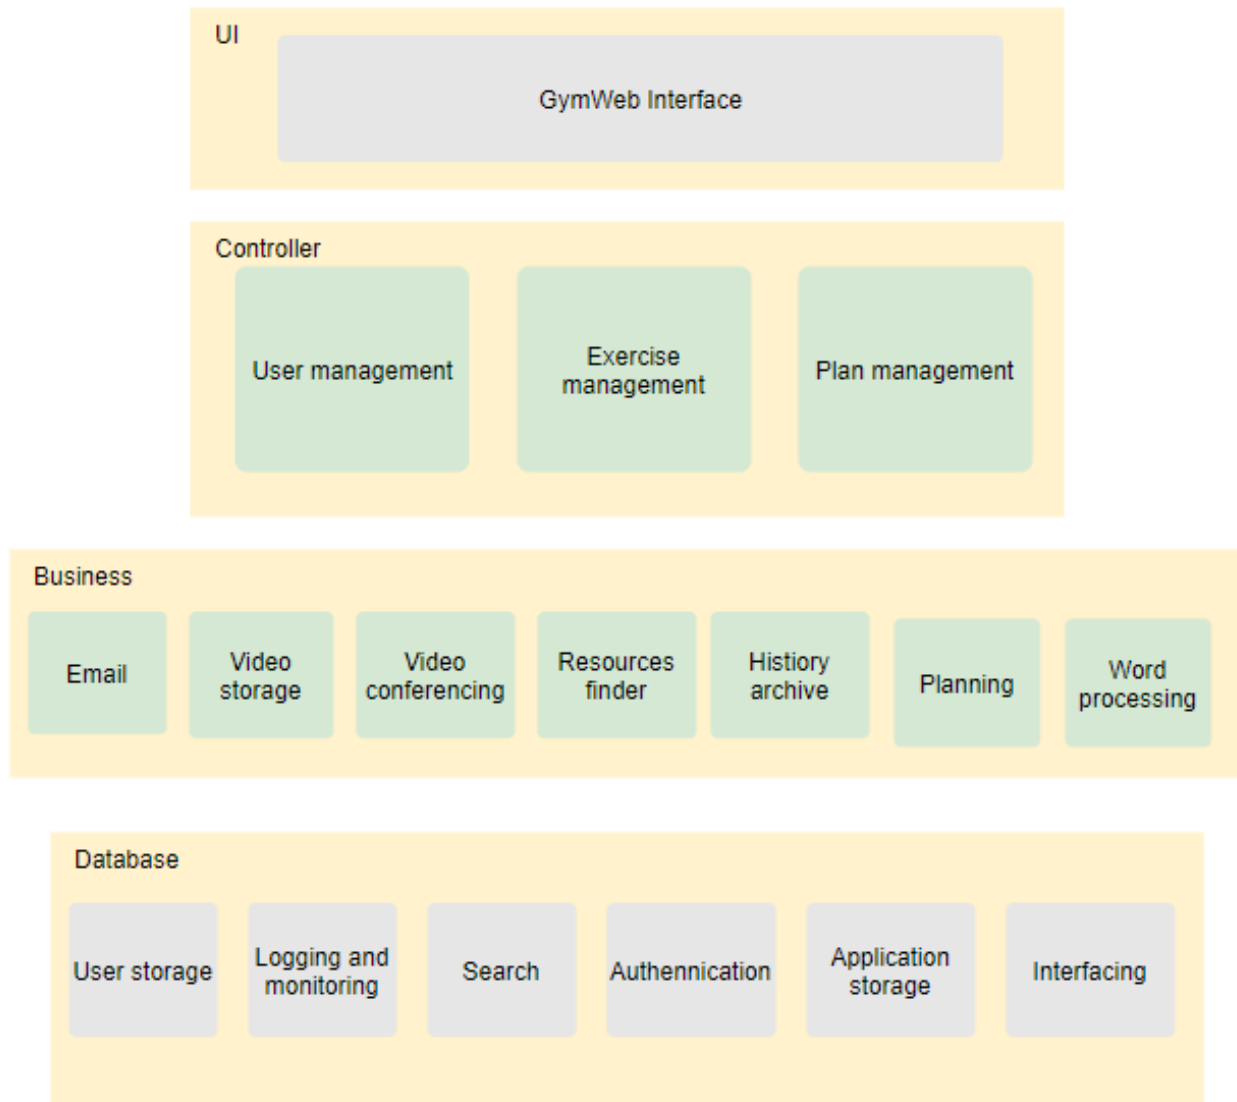 UI
GymWeb Interface
Controller
User management
Exercise
management
Plan management
Business
Email
Video
storage
Video
conferencing
Resources
finder
Histiory
archive
Planning
Word
processing
Database
User storage
Logging and
monitoring
Search
Authennication
Application
storage
Interfacing